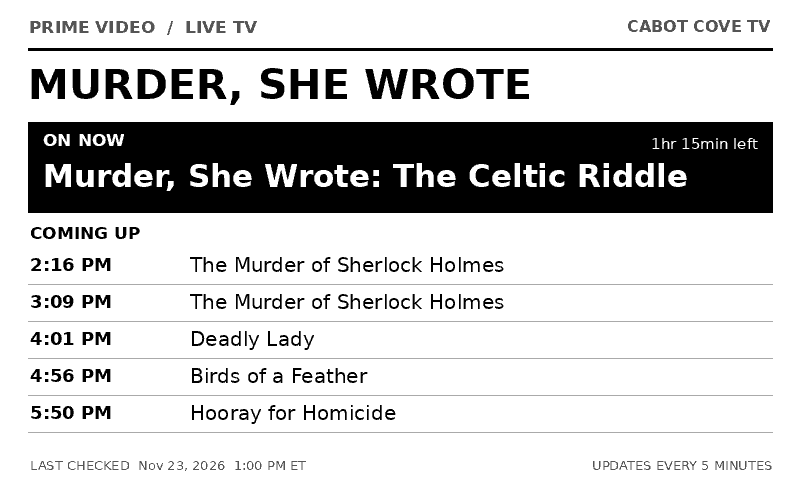 PRIME VIDEO / LIVE TV
CABOT COVE TV
MURDER, SHE WROTE
ON NOW
1hr 15min left
Murder, She Wrote: The Celtic Riddle
COMING UP
2:16 PM The Murder of Sherlock Holmes
3:09 PM The Murder of Sherlock Holmes
4:01 PM Deadly Lady
4:56 PM Birds of a Feather
5:50 PM Hooray for Homicide
LAST CHECKED Nov 23, 2026 1:00 PM ET
UPDATES EVERY 5 MINUTES